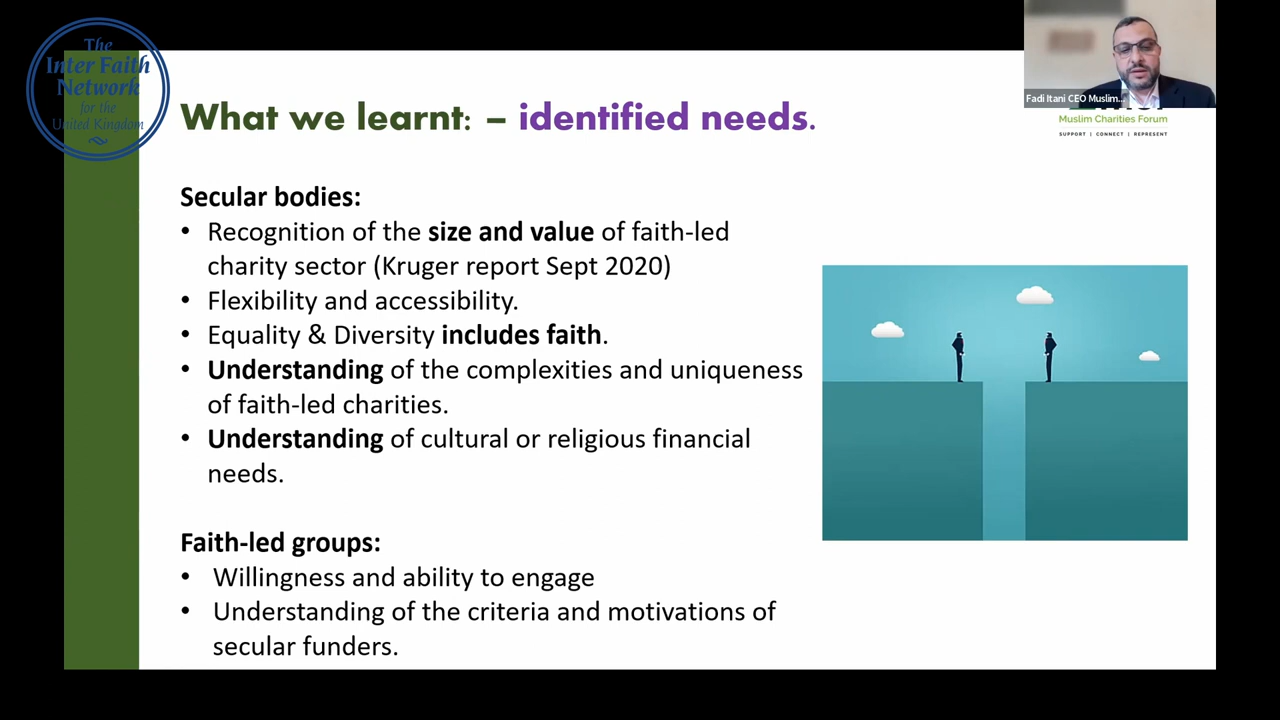 The
Inter Faith
Network
for the
United Kingdom
What we learnt: – identified needs.
Fadi Itani CEO Muslim...
Muslim Charities Forum
SUPPORT | CONNECT | REPRESENT
Secular bodies:
• Recognition of the size and value of faith-led
charity sector (Kruger report Sept 2020)
• Flexibility and accessibility.
• Equality & Diversity includes faith.
• Understanding of the complexities and uniqueness
of faith-led charities.
• Understanding of cultural or religious financial
needs.
Faith-led groups:
• Willingness and ability to engage
• Understanding of the criteria and motivations of
secular funders.